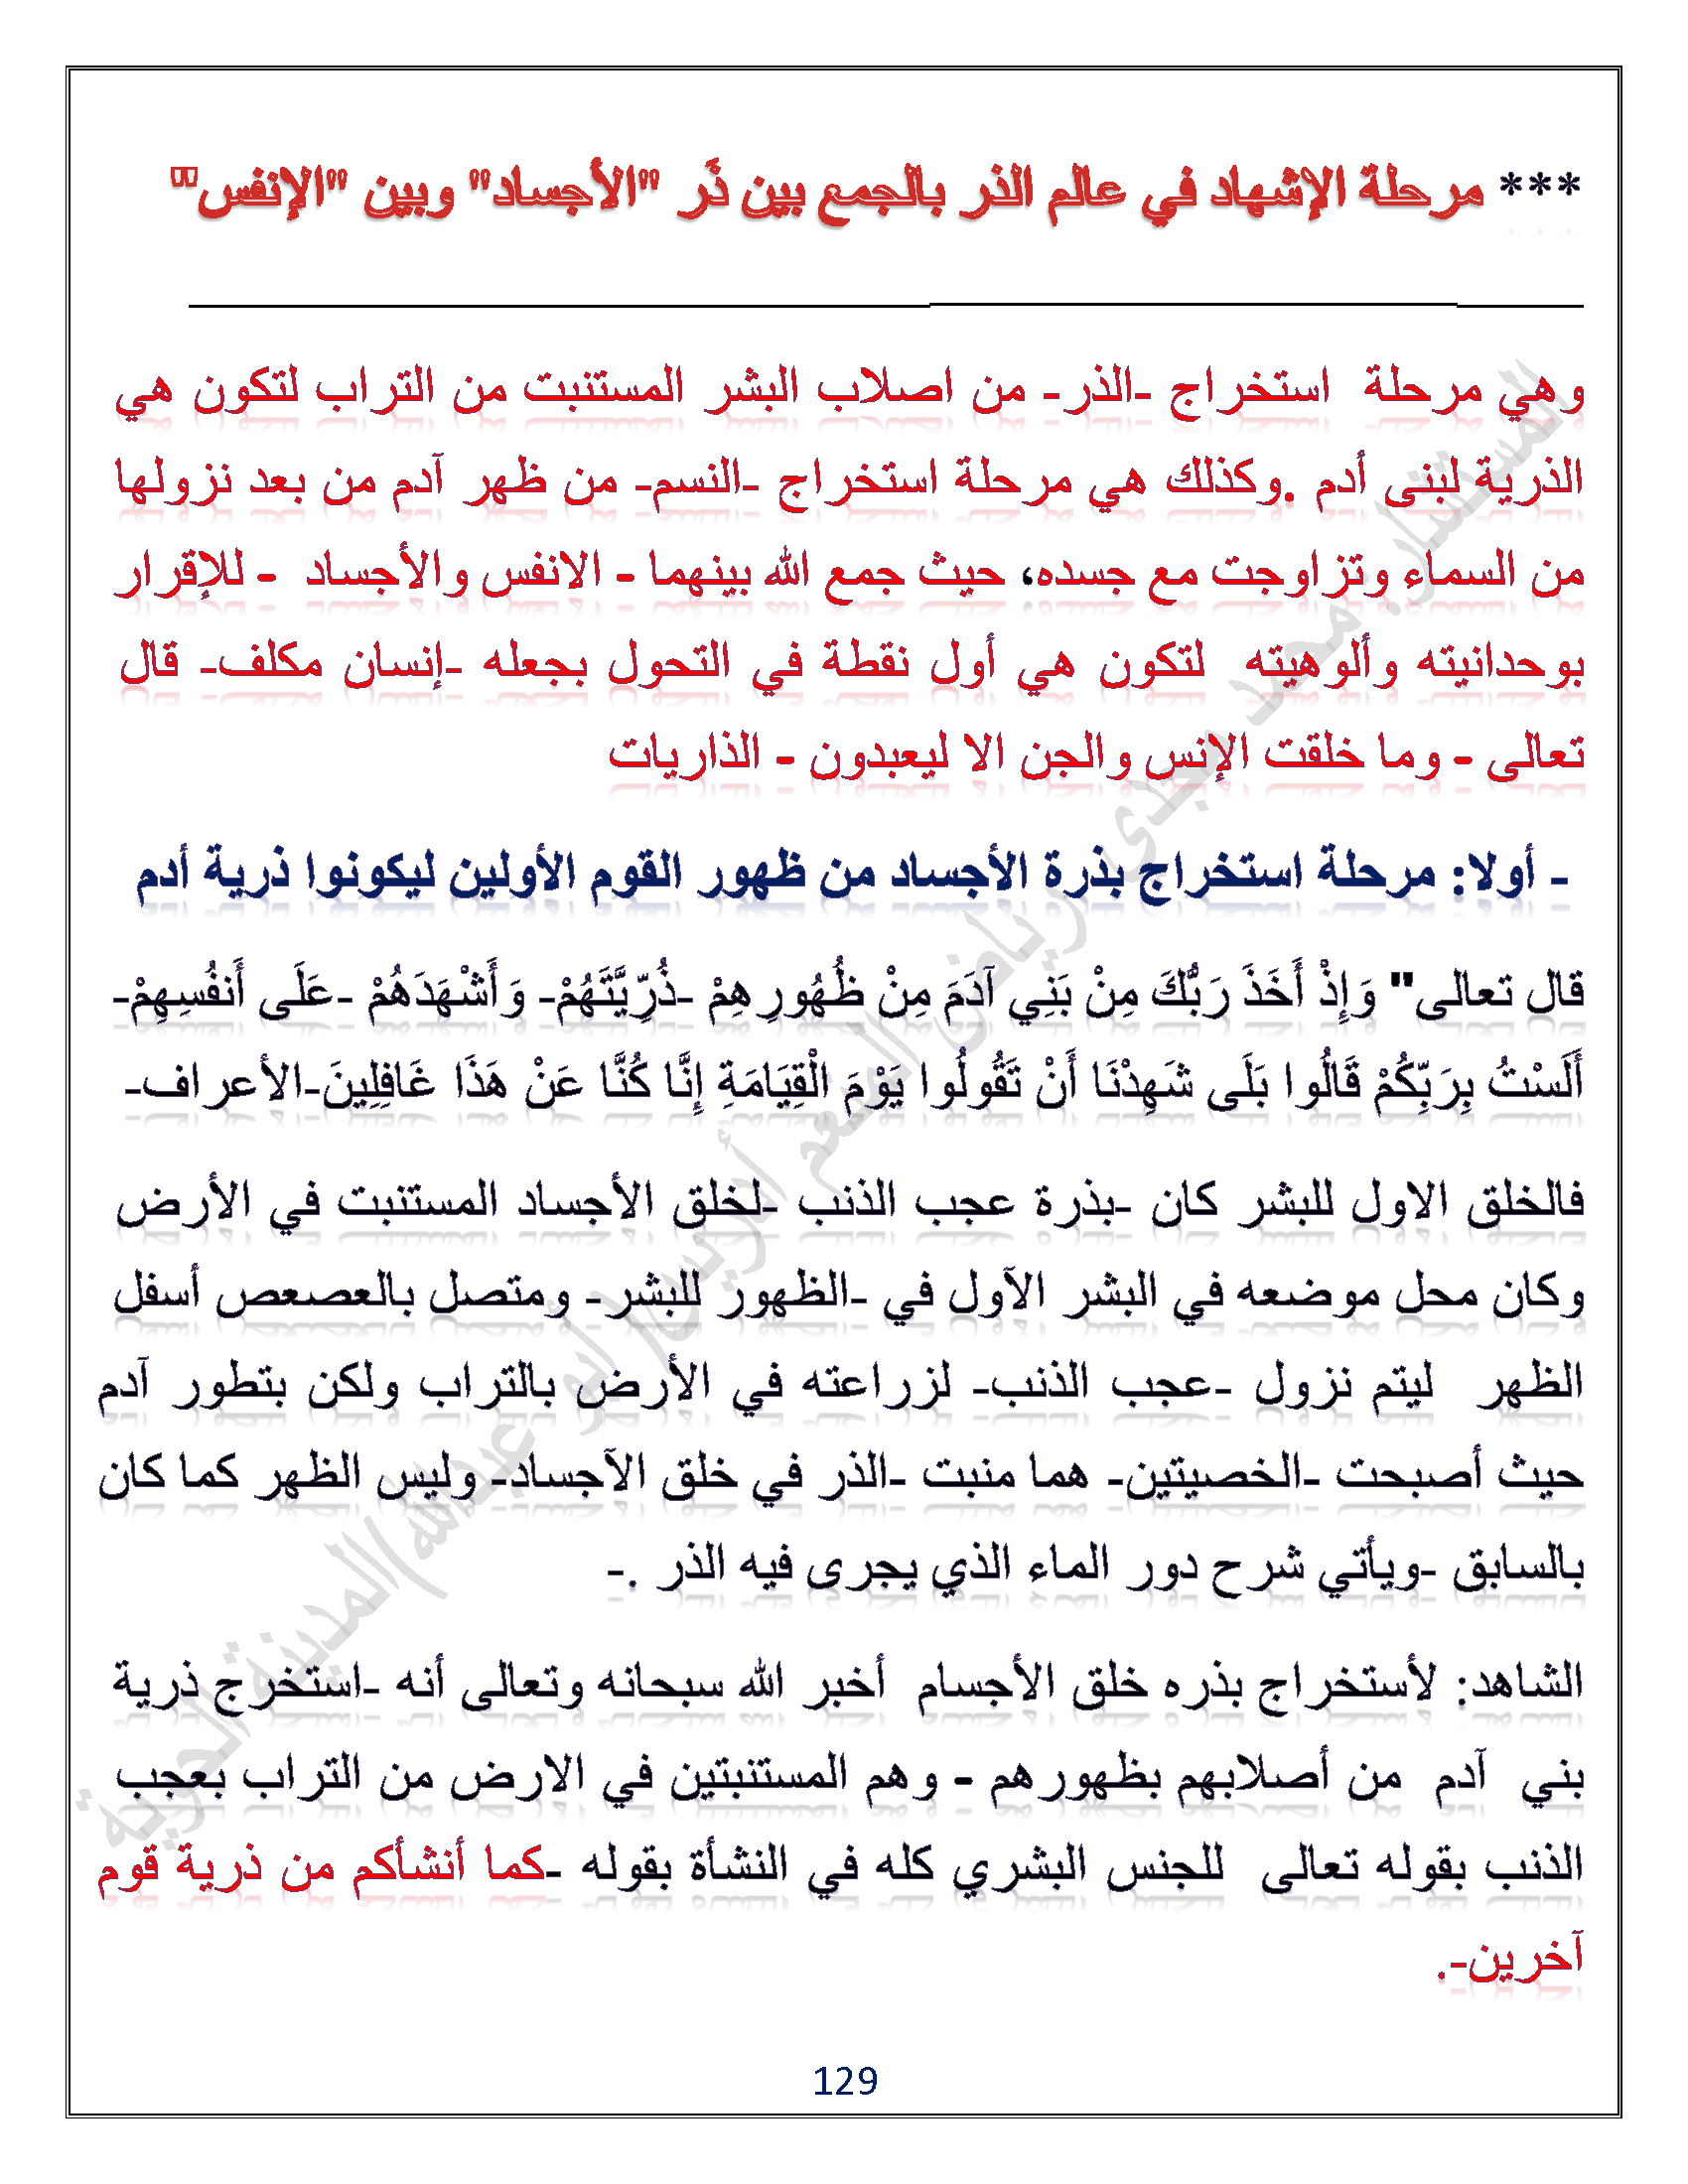 *** مرحلة الإشهاد في عالم الذر بالجمع بين ذَر "الأجساد" وبين "الإنفس"
وهي مرحلة استخراج -الذر- من اصلاب البشر المستنبت من التراب لتكون هي
الذرية لبنى أدم .وكذلك هي مرحلة استخراج -النسم- من ظهر آدم من بعد نزولها
من السماء وتزاوجت مع جسده، حيث جمع الله بينهما - الانفس والأجساد - للإقرار
بوحدانيته وألوهيته لتكون هي أول نقطة في التحول بجعله -إنسان مكلف- قال
تعالى - وما خلقت الإنس والجن الا ليعبدون - الذاريات
- أولا: مرحلة استخراج بذرة الأجساد من ظهور القوم الأولين ليكونوا ذرية أدم
قال تعالى" وَإِذْ أَخَذَ رَبُّكَ مِنْ بَنِي آدَمَ مِنْ ظُهُورِهِمْ -ذُرِّيَّتَهُمْ- وَأَشْهَدَهُمْ -عَلَى أَنفُسِهِمْ-
أَلَسْتُ بِرَبِّكُمْ قَالُوا بَلَى شَهِدْنَا أَنْ تَقُولُوا يَوْمَ الْقِيَامَةِ إِنَّا كُنَّا عَنْ هَذَا غَافِلِينَ-الأعراف-
فالخلق الاول للبشر كان -بذرة عجب الذنب -لخلق الأجساد المستنبت في الأرض
وكان محل موضعه في البشر الآول في -الظهور للبشر- ومتصل بالعصعص أسفل
الظهر ليتم نزول -عجب الذنب- لزراعته في الأرض بالتراب ولكن بتطور آدم
حيث أصبحت -الخصيتين- هما منبت -الذر في خلق الآجساد- وليس الظهر كما كان
بالسابق -ويأتي شرح دور الماء الذي يجرى فيه الذر .-
الشاهد: لأستخراج بذره خلق الأجسام أخبر الله سبحانه وتعالى أنه -استخرج ذرية
بني آدم من أصلابهم بظهورهم - وهم المستنبتين في الارض من التراب بعجب
الذنب بقوله تعالى للجنس البشري كله في النشأة بقوله -كما أنشأكم من ذرية قوم
آخرين-.
المستشار: محمد مجدى رياض المنعم أدريس(أبو عبدالله)المدينة النبوية
129